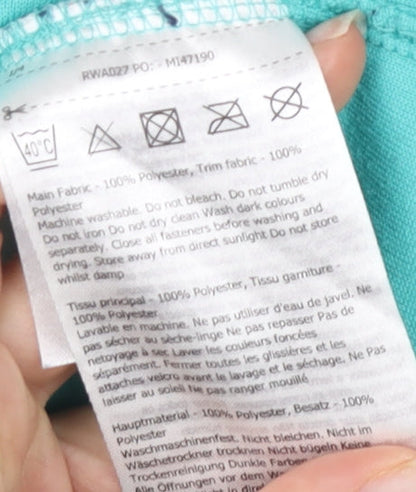 RWA027 PO: - MI47190
40°C
Main Fabric - 100% Polyester, Trim fabric - 100%
Polyester
Machine washable. Do not bleach. Do not tumble dry
Do not iron Do not dry clean Wash dark colours
separately. Close all fasteners before washing and
drying. Store away from direct sunlight Do not store
whilst damp
Tissu principal - 100% Polyester, Tissu garniture -
100% Polyester
Lavable en machine. Ne pas utiliser d'eau de javel. Ne
pas sécher au sèche-linge Ne pas repasser Pas de
nettoyage à sec Laver les couleurs foncées
séparément. Fermer toutes les glissières et les
attaches velcro avant le lavage et le séchage. Ne Pas
laisser au soleil Ne pas ranger mouillé
Hauptmaterial - 100% Polyester, Besatz - 100%
Polyester
Waschmaschinenfest. Nicht bleichen. Nicht im
Wäschetrockner trocknen Nicht bügeln Keine
Trockenreinigung Dunkle Farben
Alle Öffnungen vor dem Was